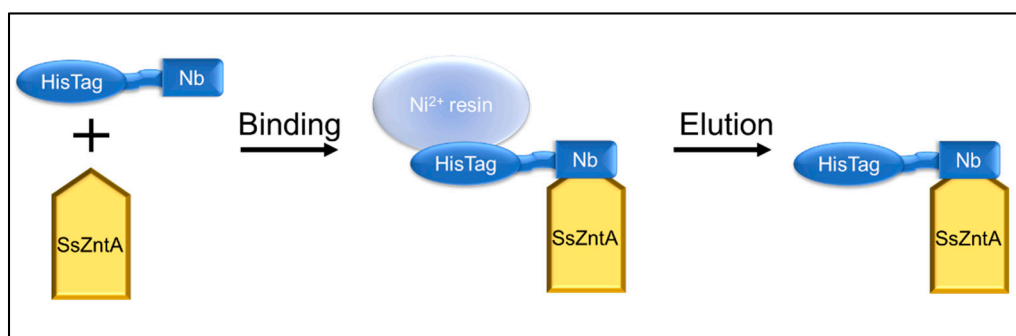 HisTag
Nb
+
SsZntA
Binding
Ni²⁺ resin
HisTag
Nb
SsZntA
Elution
HisTag
Nb
SsZntA